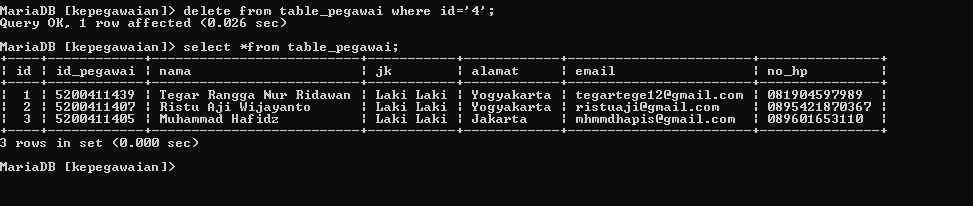 MariaDB [kepegawaian]> delete from table_pegawai where id='4';
Query OK, 1 row affected (0.026 sec)
MariaDB [kepegawaian]> select *from table_pegawai;
+----+------------+---------------------------+-----------+------------+------------------------+--------------+
| id | id_pegawai | nama | jk | alamat | email | no_hp |
+----+------------+---------------------------+-----------+------------+------------------------+--------------+
| 1 | 5200411439 | Tegar Rangga Nur Ridawan | Laki Laki | Yogyakarta | tegartege12@gmail.com | 081904597989 |
| 2 | 5200411407 | Ristu Aji Wijayanto | Laki Laki | Yogyakarta | ristuaji@gmail.com | 0895421870367 |
| 3 | 5200411405 | Muhammad Hafidz | Laki Laki | Jakarta | mhmmdhapis@gmail.com | 089601653110 |
+----+------------+---------------------------+-----------+------------+------------------------+--------------+
3 rows in set (0.000 sec)
MariaDB [kepegawaian]>